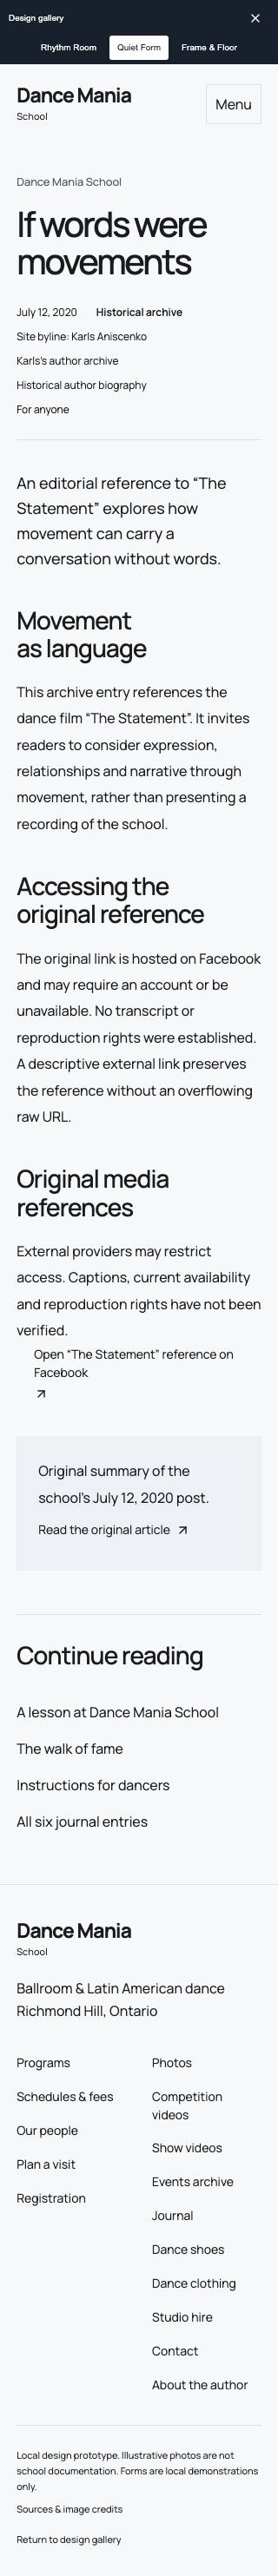 Design gallery
×
Rhythm Room
Quiet Form
Frame & Floor
Dance Mania
School
Menu
Dance Mania School
If words were
movements
July 12, 2020 Historical archive
Site byline: Karls Aniscenko
Karls's author archive
Historical author biography
For anyone
An editorial reference to “The
Statement” explores how
movement can carry a
conversation without words.
Movement
as language
This archive entry references the
dance film “The Statement”. It invites
readers to consider expression,
relationships and narrative through
movement, rather than presenting a
recording of the school.
Accessing the
original reference
The original link is hosted on Facebook
and may require an account or be
unavailable. No transcript or
reproduction rights were established.
A descriptive external link preserves
the reference without an overflowing
raw URL.
Original media
references
External providers may restrict
access. Captions, current availability
and reproduction rights have not been
verified.
Open “The Statement” reference on
Facebook
Original summary of the
school’s July 12, 2020 post.
Read the original article
Continue reading
A lesson at Dance Mania School
The walk of fame
Instructions for dancers
All six journal entries
Dance Mania
School
Ballroom & Latin American dance
Richmond Hill, Ontario
Programs
Schedules & fees
Our people
Plan a visit
Registration
Photos
Competition
videos
Show videos
Events archive
Journal
Dance shoes
Dance clothing
Studio hire
Contact
About the author
Local design prototype. Illustrative photos are not
school documentation. Forms are local demonstrations
only.
Sources & image credits
Return to design gallery